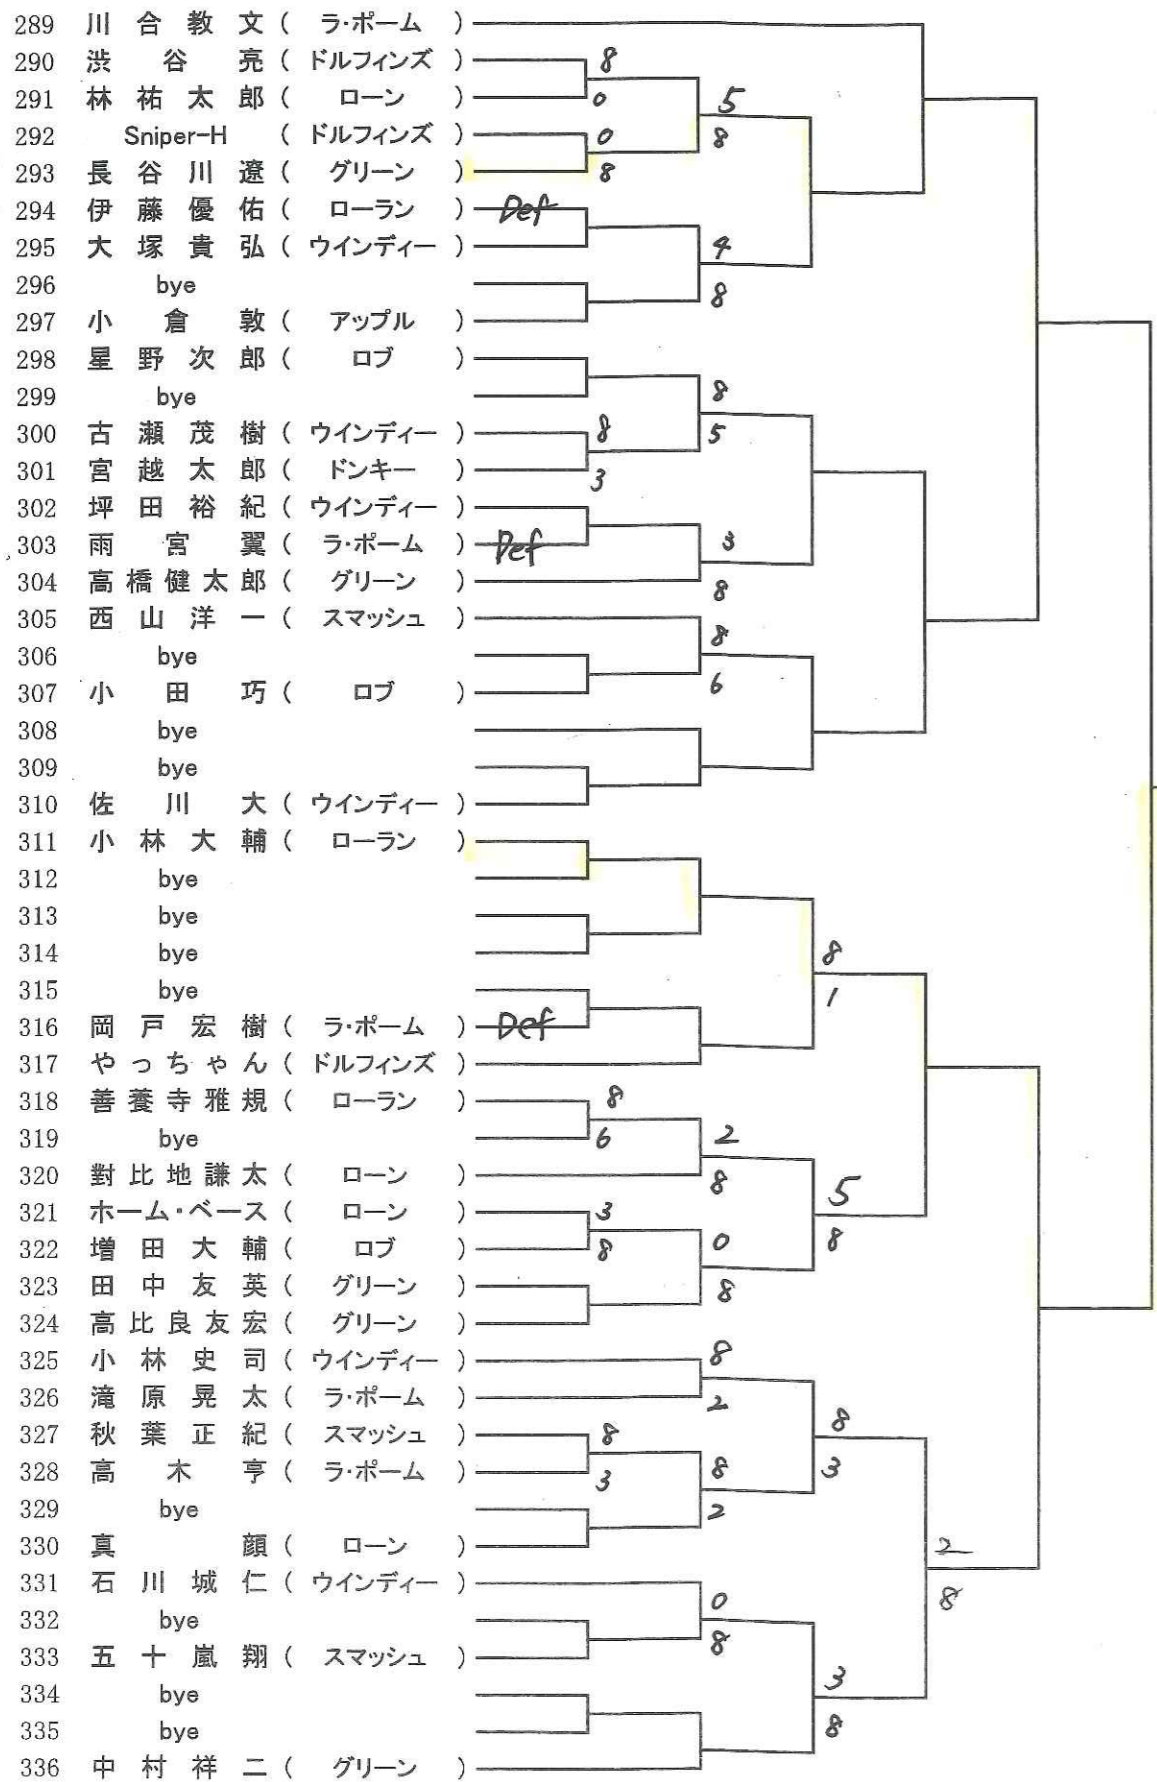 289 川合教文 ( ラ・ポーム )
290 渋谷亮 ( ドルフィンズ ) 8
291 林祐太郎 ( ローン ) 0 5
292 Sniper-H ( ドルフィンズ ) 0 8
293 長谷川遼 ( グリーン ) 8
294 伊藤優佑 ( ローラン ) Def
295 大塚貴弘 ( ウインディー ) 4
296 bye 8
297 小倉敦 ( アップル )
298 星野次郎 ( ロブ )
299 bye 8
300 古瀬茂樹 ( ウインディー ) 8 5
301 宮越太郎 ( ドンキー ) 3
302 坪田裕紀 ( ウインディー )
303 雨宮翼 ( ラ・ポーム ) Def 3
304 高橋健太郎 ( グリーン ) 8
305 西山洋一 ( スマッシュ ) 8
306 bye
307 小田巧 ( ロブ ) 6
308 bye
309 bye
310 佐川大 ( ウインディー )
311 小林大輔 ( ローラン )
312 bye
313 bye
314 bye 8
315 bye 1
316 岡戸宏樹 ( ラ・ポーム ) Def
317 やっちゃん ( ドルフィンズ )
318 善養寺雅規 ( ローラン ) 8
319 bye 6 2
320 對比地謙太 ( ローン ) 8 5
321 ホーム・ベース ( ローン ) 3
322 増田大輔 ( ロブ ) 8 0 8
323 田中友英 ( グリーン ) 8
324 高比良友宏 ( グリーン )
325 小林史司 ( ウインディー ) 8
326 滝原晃太 ( ラ・ポーム ) 2
327 秋葉正紀 ( スマッシュ ) 8 8
328 高木亨 ( ラ・ポーム ) 3 8 3
329 bye 2
330 真顔 ( ローン ) 2
331 石川城仁 ( ウインディー ) 0 8
332 bye 8
333 五十嵐翔 ( スマッシュ )
334 bye 3
335 bye 8
336 中村祥二 ( グリーン )